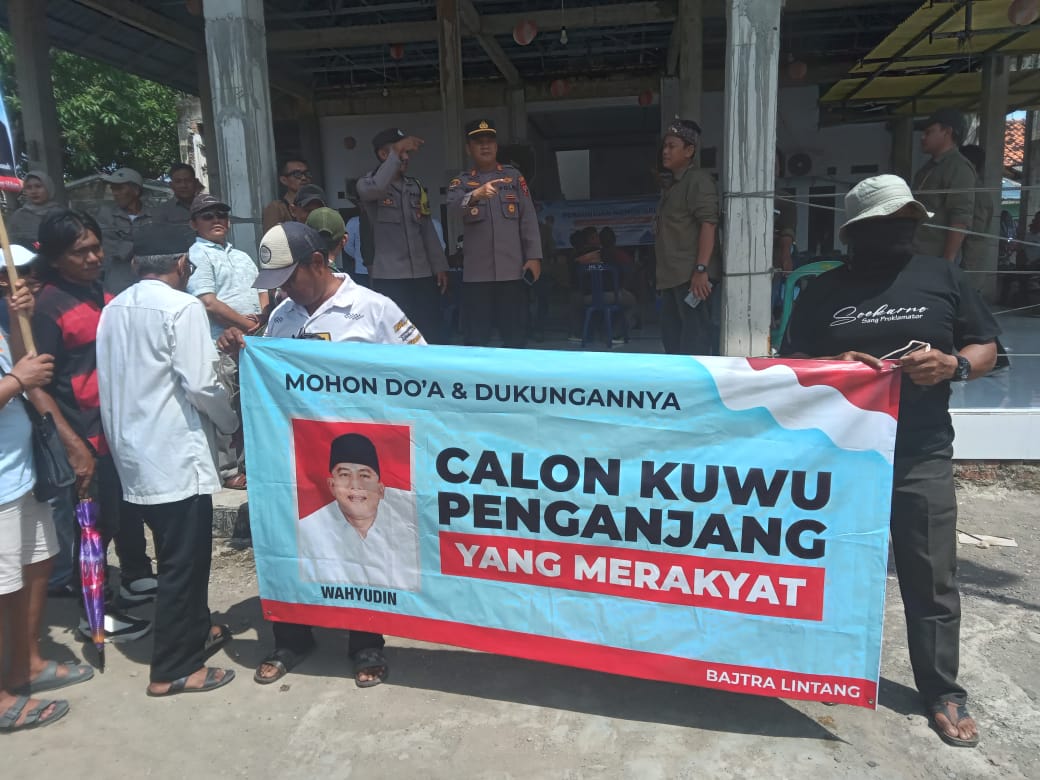 MOHON DO'A & DUKUNGANNYA
CALON KUWU
PENGANJANG
YANG MERAKYAT
WAHYUDIN
BAJTRA LINTANG
Soekarno
Sang Proklamator